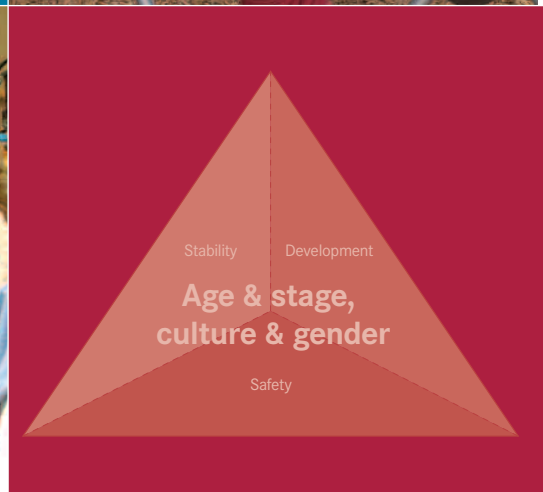 Stability
Development
Age & stage,
culture & gender
Safety